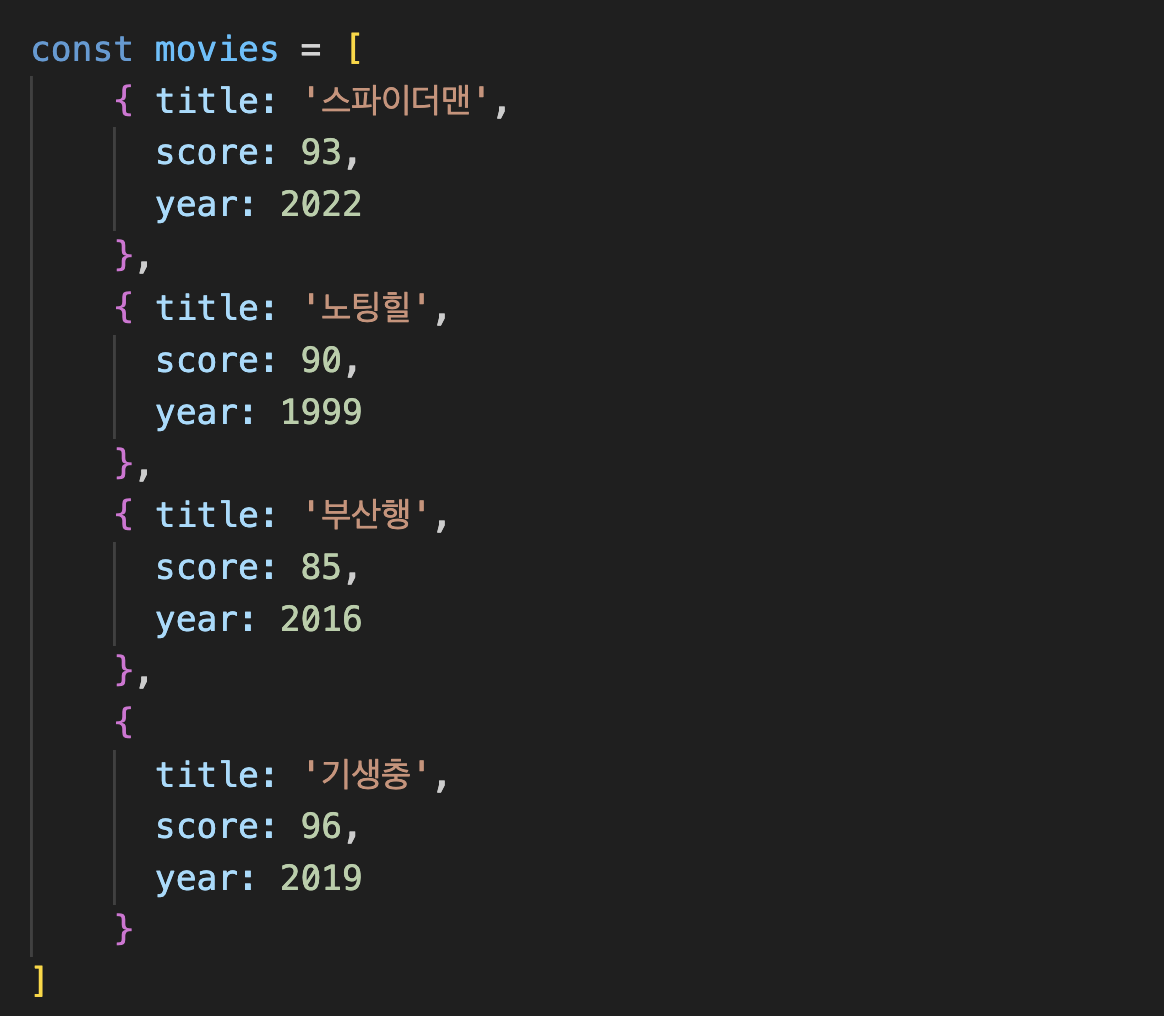 const movies = [
{ title: '스파이더맨',
score: 93,
year: 2022
},
{ title: '노팅힐',
score: 90,
year: 1999
},
{ title: '부산행',
score: 85,
year: 2016
},
{
title: '기생충',
score: 96,
year: 2019
}
]